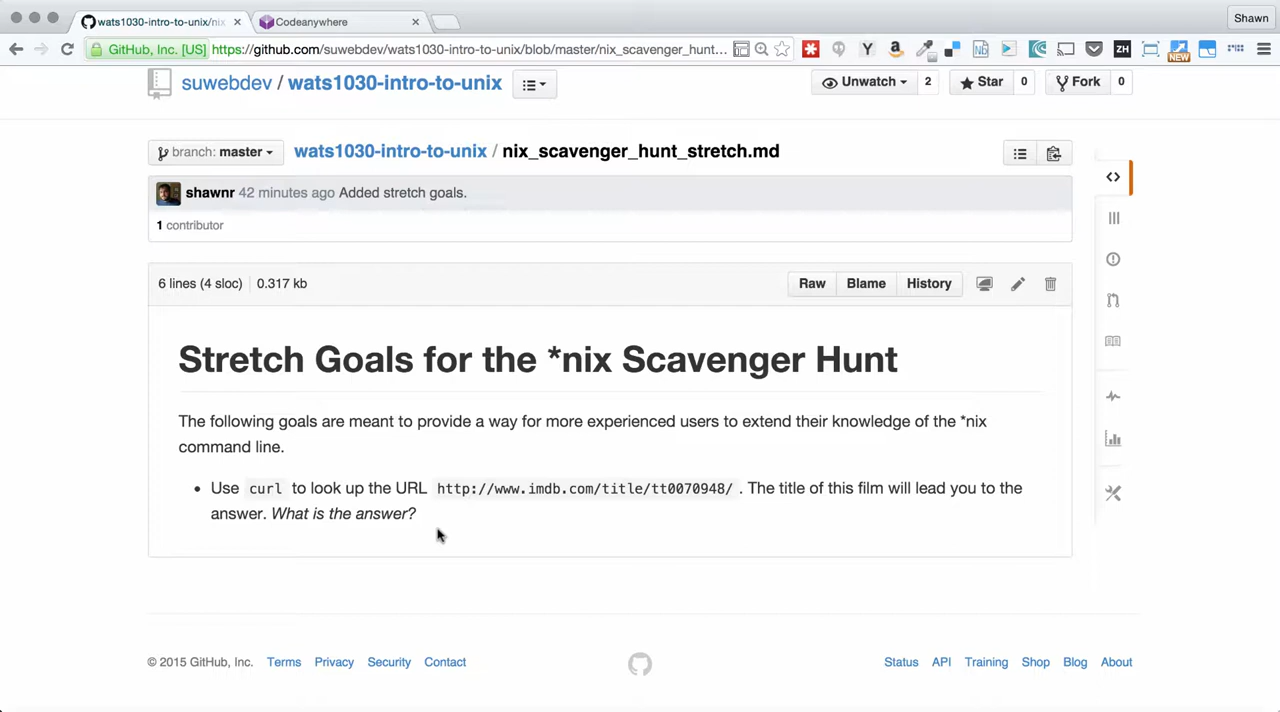 wats1030-intro-to-unix/nix
Codeanywhere
Shawn
GitHub, Inc. [US] https://github.com/suwebdev/wats1030-intro-to-unix/blob/master/nix_scavenger_hunt...
Y
a
Nb
ZH
NEW
suwebdev / wats1030-intro-to-unix
Unwatch 2
Star 0
Fork 0
branch: master
wats1030-intro-to-unix / nix_scavenger_hunt_stretch.md
shawnr 42 minutes ago Added stretch goals.
1 contributor
6 lines (4 sloc) 0.317 kb
Raw Blame History
Stretch Goals for the *nix Scavenger Hunt
The following goals are meant to provide a way for more experienced users to extend their knowledge of the *nix
command line.
• Use curl to look up the URL http://www.imdb.com/title/tt0070948/ . The title of this film will lead you to the
answer. What is the answer?
© 2015 GitHub, Inc. Terms Privacy Security Contact
Status API Training Shop Blog About